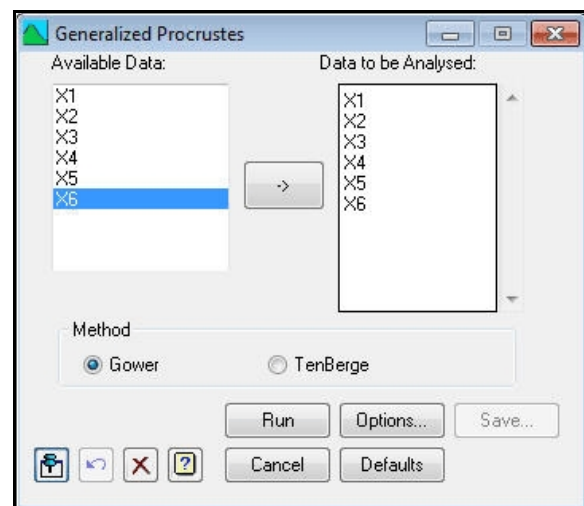 Generalized Procrustes
Available Data:
Data to be Analysed:
X1
X2
X3
X4
X5
X6
->
X1
X2
X3
X4
X5
X6
Method
Gower
TenBerge
Run
Options...
Save...
Cancel
Defaults